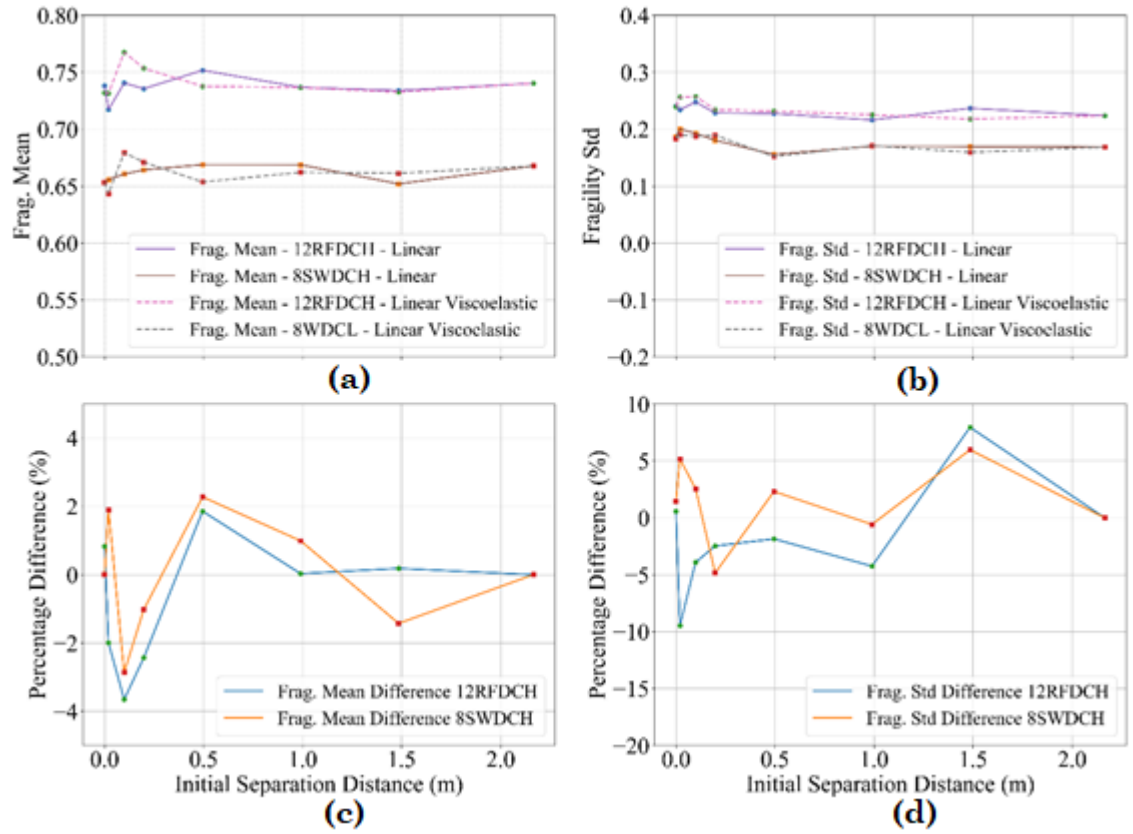 0.80
0.75
0.70
0.65
0.60
0.55
0.50
Frag. Mean
Frag. Mean - 12RFDCH - Linear
Frag. Mean - 8SWDCH - Linear
Frag. Mean - 12RFDCH - Linear Viscoelastic
Frag. Mean - 8WDCL - Linear Viscoelastic
(a)
0.4
0.3
0.2
0.1
0.0
−0.1
−0.2
Fragility Std
Frag. Std - 12RFDCH - Linear
Frag. Std - 8SWDCH - Linear
Frag. Std - 12RFDCH - Linear Viscoelastic
Frag. Std - 8WDCL - Linear Viscoelastic
(b)
4
2
0
−2
−4
Percentage Difference (%)
Frag. Mean Difference 12RFDCH
Frag. Mean Difference 8SWDCH
0.0 0.5 1.0 1.5 2.0
Initial Separation Distance (m)
(c)
10
5
0
−5
−10
−15
−20
Percentage Difference (%)
Frag. Std Difference 12RFDCH
Frag. Std Difference 8SWDCH
0.0 0.5 1.0 1.5 2.0
Initial Separation Distance (m)
(d)